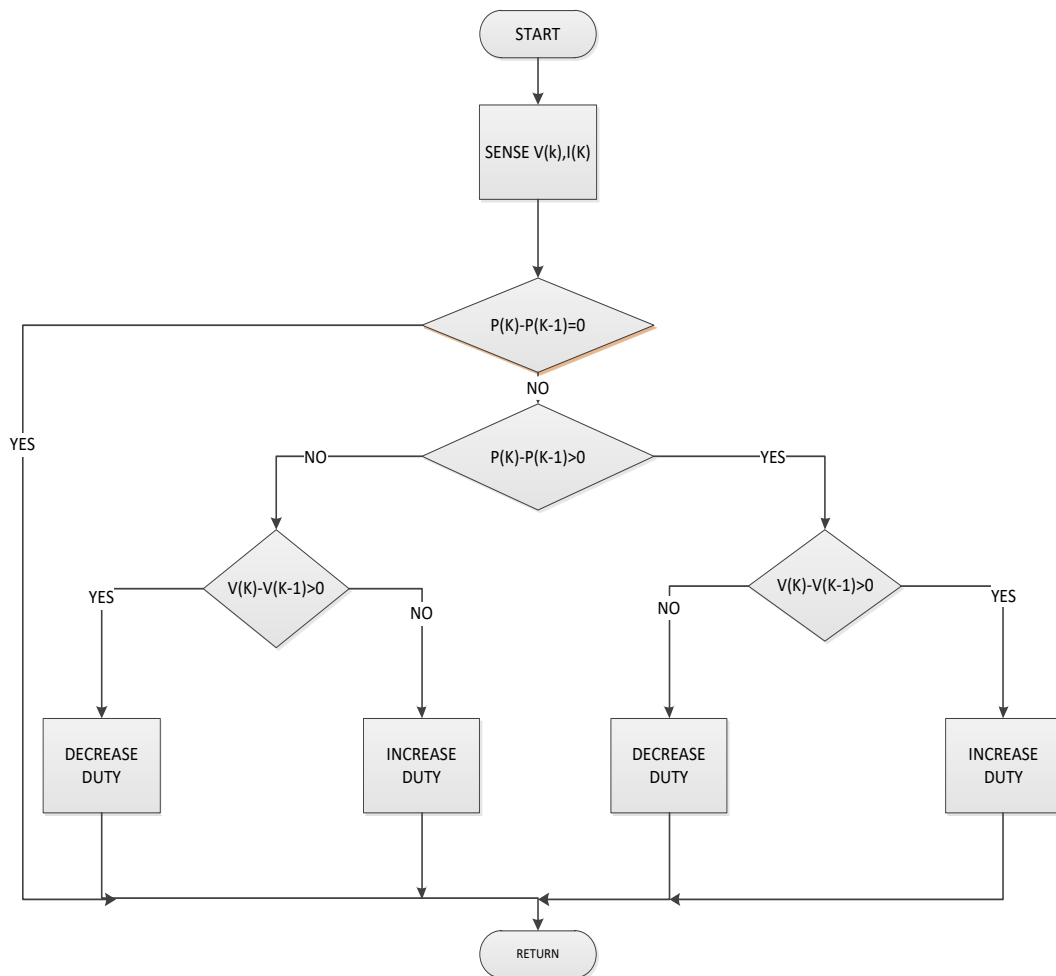 START
SENSE V(k),I(K)
P(K)-P(K-1)=0
NO
YES
P(K)-P(K-1)>0
NO
YES
V(K)-V(K-1)>0
V(K)-V(K-1)>0
YES
NO
NO
YES
DECREASE
DUTY
INCREASE
DUTY
DECREASE
DUTY
INCREASE
DUTY
RETURN